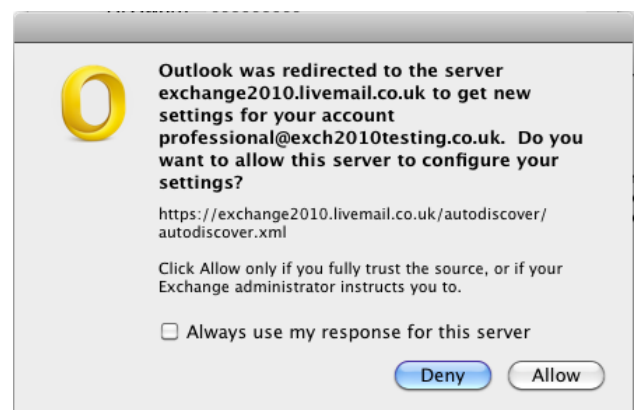 Outlook was redirected to the server
exchange2010.livemail.co.uk to get new
settings for your account
professional@exch2010testing.co.uk.  Do you
want to allow this server to configure your
settings?
https://exchange2010.livemail.co.uk/autodiscover/
autodiscover.xml
Click Allow only if you fully trust the source, or if your
Exchange administrator instructs you to.
Always use my response for this server
Deny
Allow